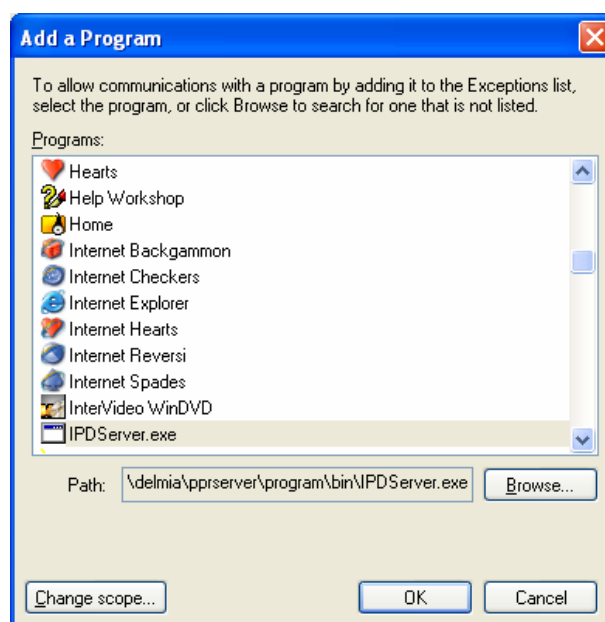 Add a Program
To allow communications with a program by adding it to the Exceptions list,
select the program, or click Browse to search for one that is not listed.
Programs:
Hearts
Help Workshop
Home
Internet Backgammon
Internet Checkers
Internet Explorer
Internet Hearts
Internet Reversi
Internet Spades
InterVideo WinDVD
IPDServer.exe
Path: \delmia\pprserver\program\bin\IPDServer.exe Browse...
Change scope... OK Cancel